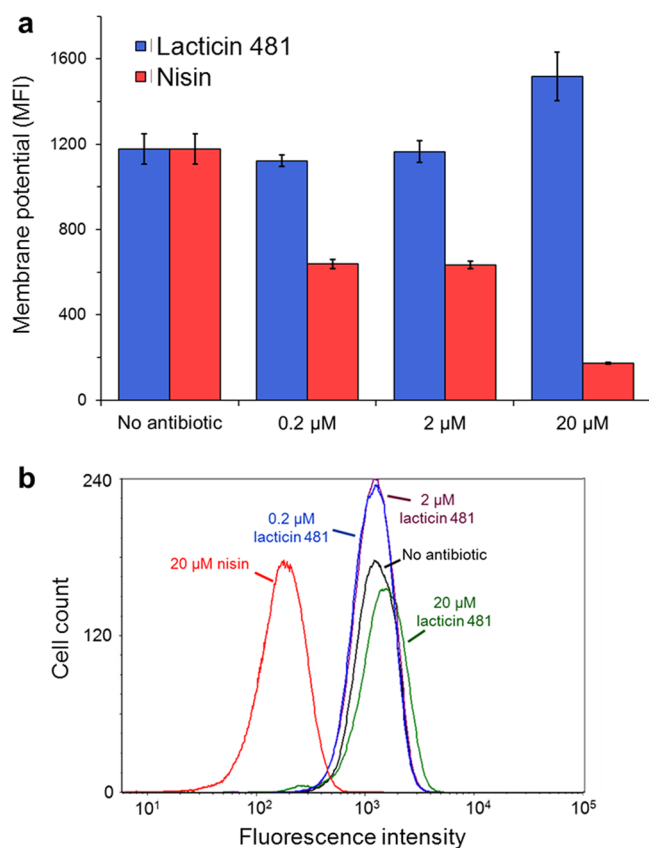 a
Membrane potential (MFI)
1600
1200
800
400
0
Lacticin 481
Nisin
No antibiotic
0.2 µM
2 µM
20 µM
b
Cell count
240
120
0
20 µM nisin
0.2 µM
lacticin 481
2 µM
lacticin 481
No antibiotic
20 µM
lacticin 481
10¹
10²
10³
10⁴
10⁵
Fluorescence intensity